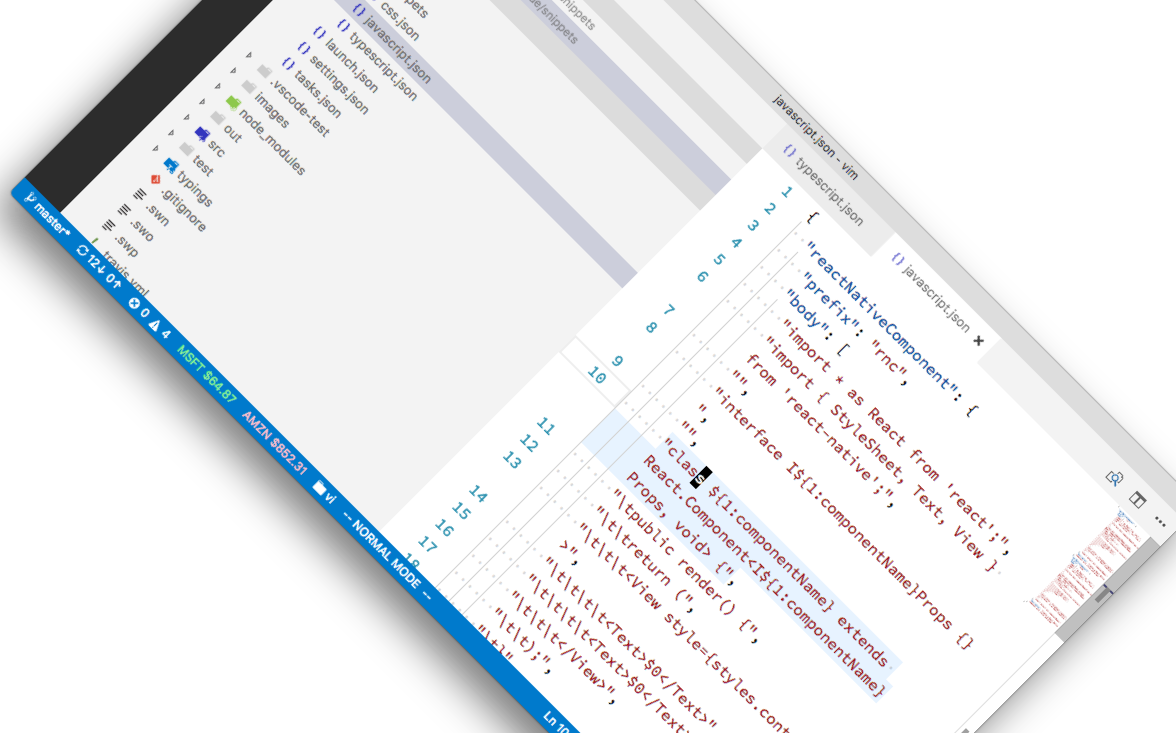 javascript.json - vim
typescript.json
javascript.json ×
snippets
css.json
javascript.json
typescript.json
launch.json
settings.json
tasks.json
.vscode-test
images
node_modules
out
src
test
typings
.gitignore
.swn
.swo
.swp
travis.yml
1 {
2 "reactNativeComponent": {
3 "prefix": "rnc",
4 "body": [
5 "import * as React from 'react';",
6 "import { StyleSheet, Text, View }
from 'react-native';",
7 "",
8 "interface I${1:componentName}Props {}
",
9 "",
10 "class ${1:componentName} extends
React.Component<I${1:componentName}
Props, void> {",
11 "\tpublic render() {",
12 "\t\treturn (",
13 "\t\t\t<View style={styles.cont
>",
14 "\t\t\t\t<Text>$0</Text>"
15 "\t\t\t\t<Text>$0</Text>
16 "\t\t\t</View>",
17 "\t\t);",
18 "\t}"
master* 12↓ 0↑ 0 4 MSFT $64.87 AMZN $852.31 vi -- NORMAL MODE --
Ln 10